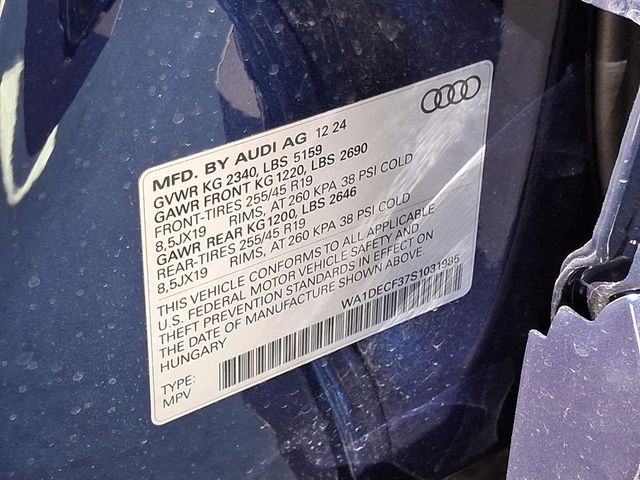 MFD. BY AUDI AG 12 24
GVWR KG 2340, LBS 5159
GAWR FRONT KG 1220, LBS 2690
FRONT-TIRES 255/45 R19
8,5JX19 RIMS, AT 260 KPA 38 PSI COLD
GAWR REAR KG1200, LBS 2646
REAR-TIRES 255/45 R19
8,5JX19 RIMS, AT 260 KPA 38 PSI COLD
THIS VEHICLE CONFORMS TO ALL APPLICABLE
U.S. FEDERAL MOTOR VEHICLE SAFETY AND
THEFT PREVENTION STANDARDS IN EFFECT ON
THE DATE OF MANUFACTURE SHOWN ABOVE.
HUNGARY
WA1DECF37S1031985
TYPE:
MPV